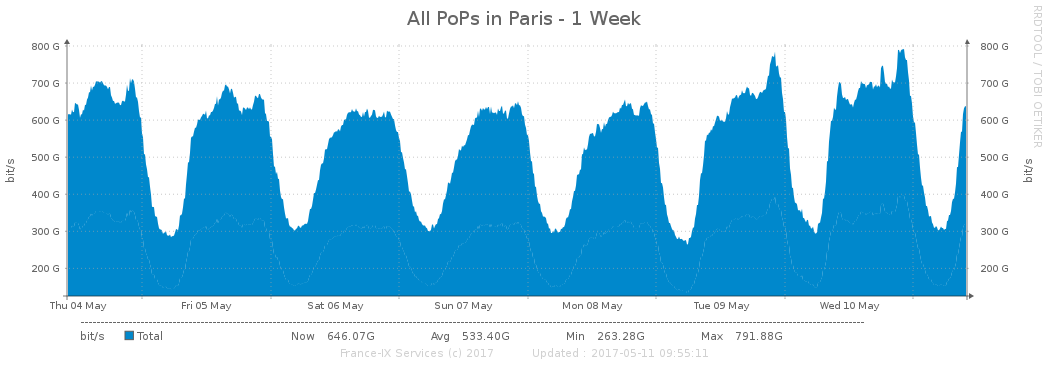 All PoPs in Paris - 1 Week
RRDTOOL / TOBI OETIKER
800 G 800 G
700 G 700 G
600 G 600 G
500 G 500 G
400 G 400 G
300 G 300 G
200 G 200 G
bit/s
bit/s
Thu 04 May Fri 05 May Sat 06 May Sun 07 May Mon 08 May Tue 09 May Wed 10 May
bit/s Total Now 646.07G Avg 533.40G Min 263.28G Max 791.88G
France-IX Services (c) 2017 Updated : 2017-05-11 09:55:11